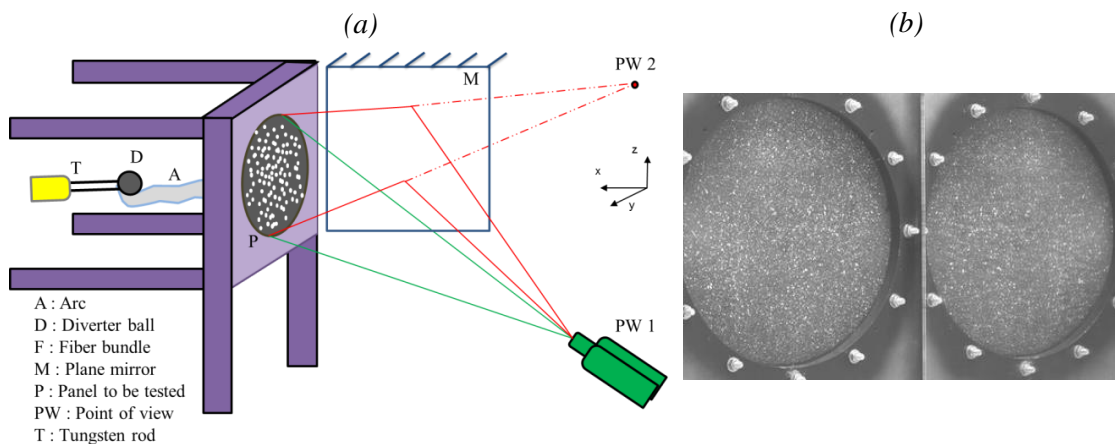 (a)
(b)
PW 2
M
D
T
A
z
x
y
P
PW 1
A : Arc
D : Diverter ball
F : Fiber bundle
M : Plane mirror
P : Panel to be tested
PW : Point of view
T : Tungsten rod